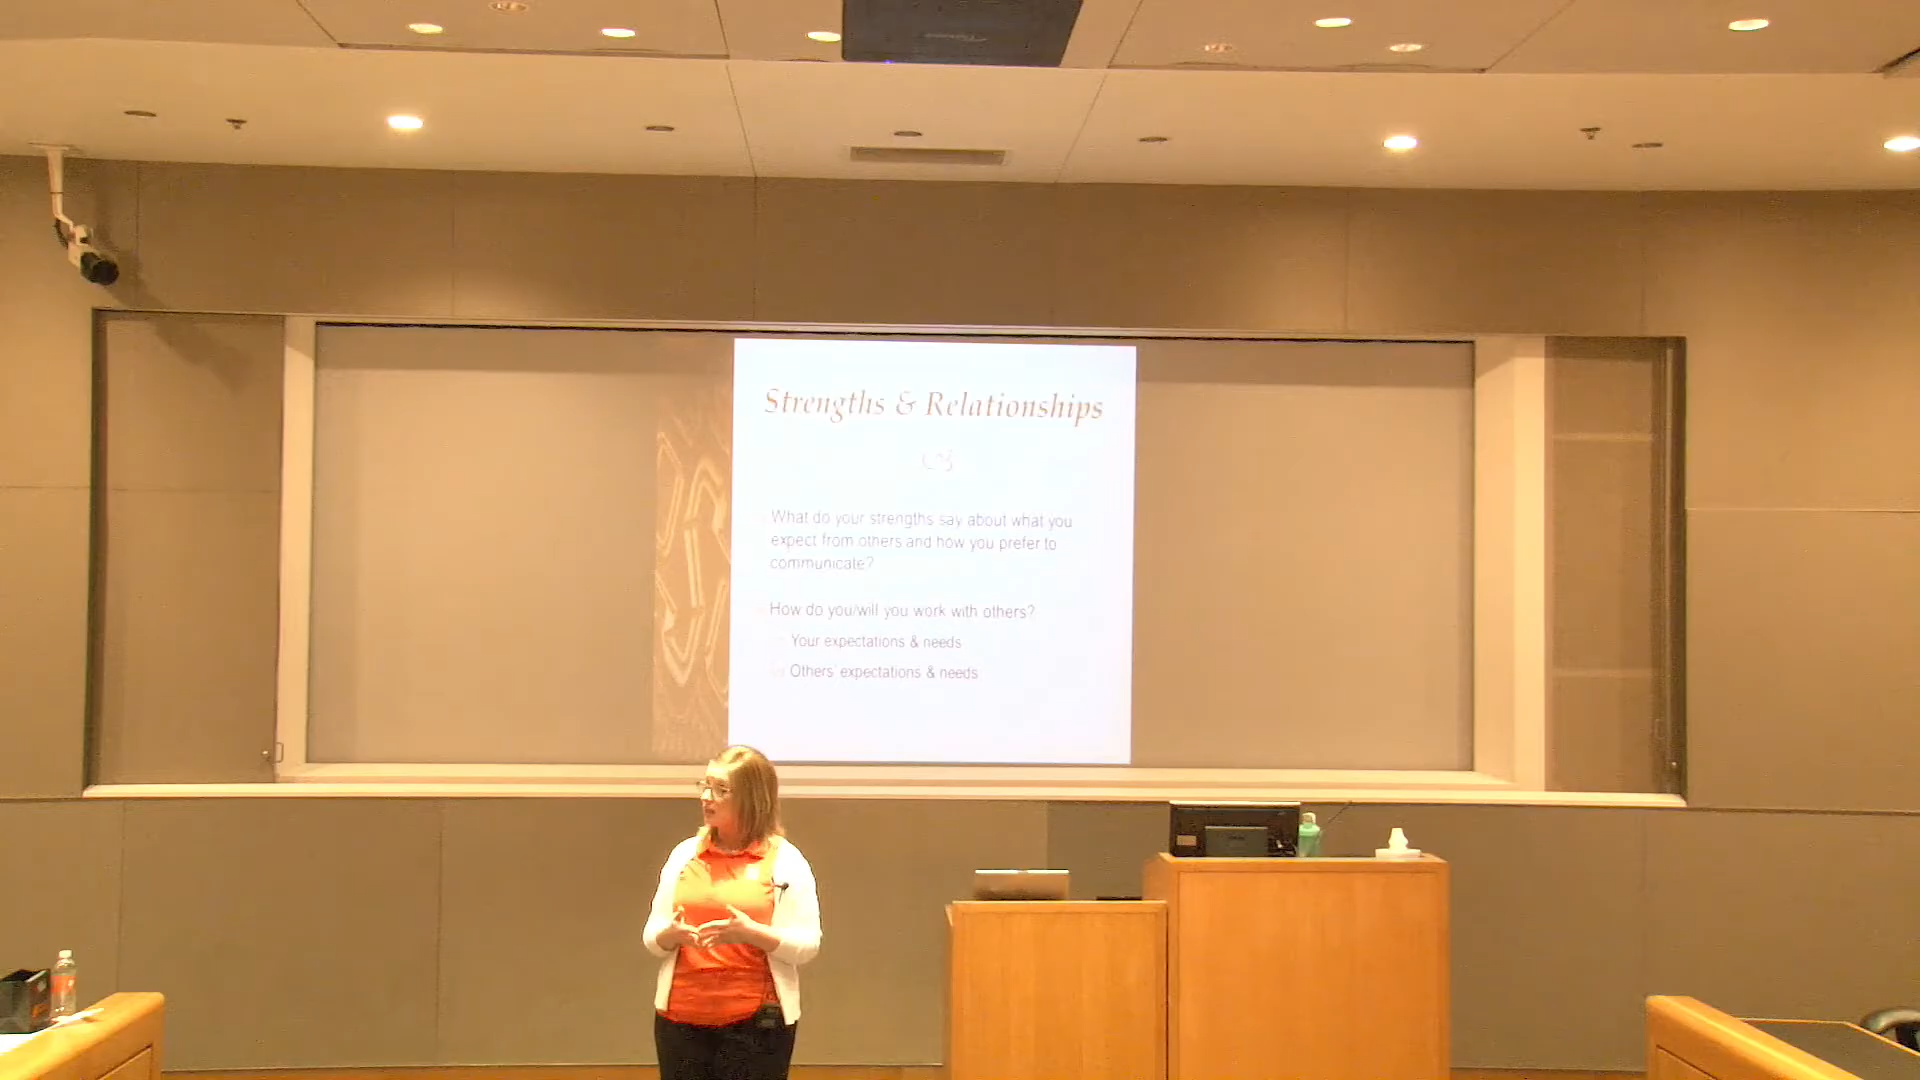 Strengths & Relationships
What do your strengths say about what you
expect from others and how you prefer to
communicate?
How do you/will you work with others?
Your expectations & needs
Others' expectations & needs